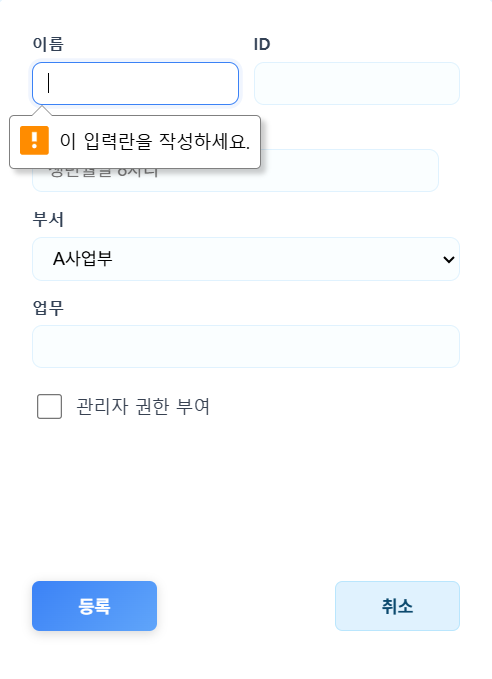 이름 ID
이 입력란을 작성하세요.
부서
A사업부
업무
관리자 권한 부여
등록 취소